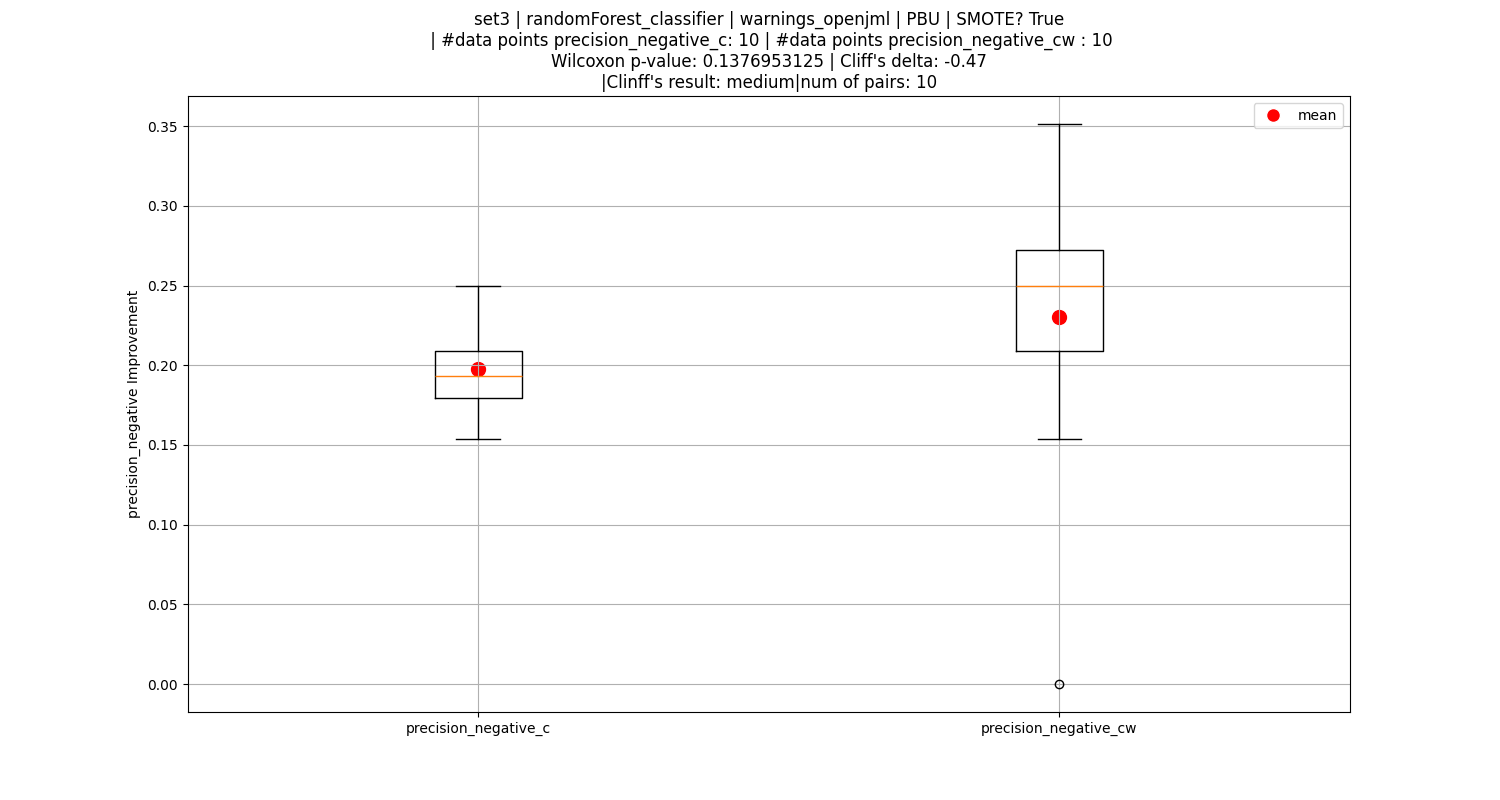 set3 | randomForest_classifier | warnings_openjml | PBU | SMOTE? True
| #data points precision_negative_c: 10 | #data points precision_negative_cw : 10
Wilcoxon p-value: 0.1376953125 | Cliff's delta: -0.47
|Clinff's result: medium|num of pairs: 10
mean
precision_negative Improvement
0.35
0.30
0.25
0.20
0.15
0.10
0.05
0.00
precision_negative_c
precision_negative_cw